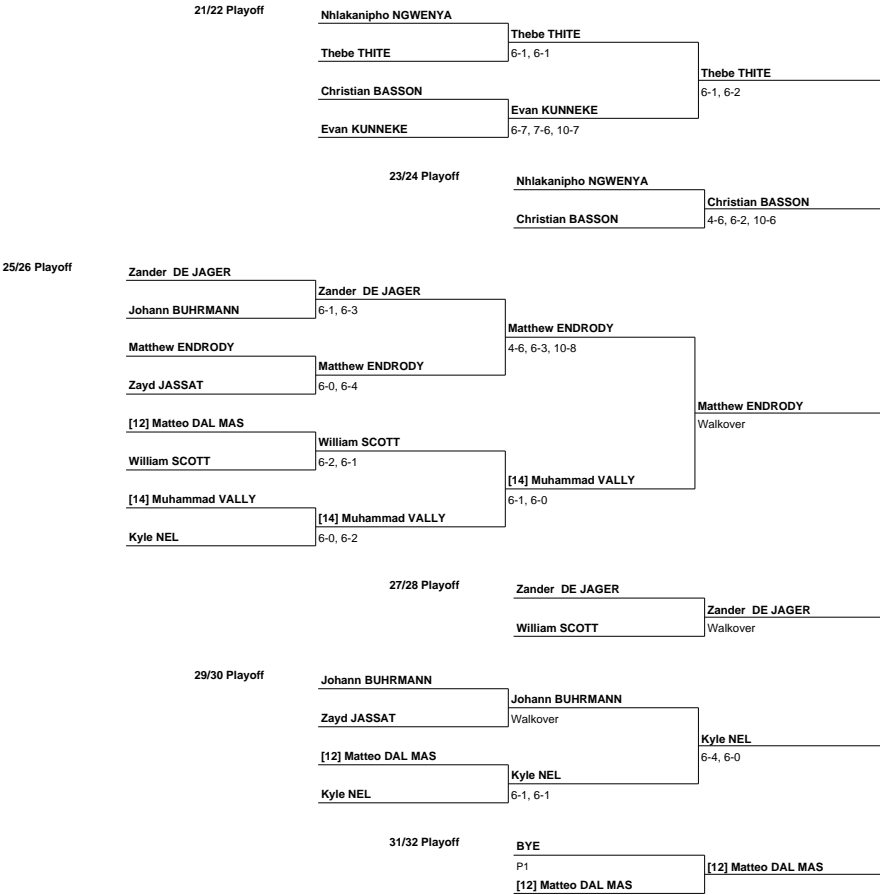 21/22 Playoff
Nhlakanipho NGWENYA
Thebe THITE
Thebe THITE
6-1, 6-1
Thebe THITE
6-1, 6-2
Christian BASSON
Evan KUNNEKE
Evan KUNNEKE
6-7, 7-6, 10-7
23/24 Playoff
Nhlakanipho NGWENYA
Christian BASSON
Christian BASSON
4-6, 6-2, 10-6
25/26 Playoff
Zander DE JAGER
Zander DE JAGER
Johann BUHRMANN
6-1, 6-3
Matthew ENDRODY
4-6, 6-3, 10-8
Matthew ENDRODY
Matthew ENDRODY
Zayd JASSAT
6-0, 6-4
Matthew ENDRODY
Walkover
[12] Matteo DAL MAS
William SCOTT
William SCOTT
6-2, 6-1
[14] Muhammad VALLY
6-1, 6-0
[14] Muhammad VALLY
[14] Muhammad VALLY
Kyle NEL
6-0, 6-2
27/28 Playoff
Zander DE JAGER
Zander DE JAGER
William SCOTT
Walkover
29/30 Playoff
Johann BUHRMANN
Johann BUHRMANN
Zayd JASSAT
Walkover
Kyle NEL
6-4, 6-0
[12] Matteo DAL MAS
Kyle NEL
Kyle NEL
6-1, 6-1
31/32 Playoff
BYE
P1
[12] Matteo DAL MAS
[12] Matteo DAL MAS